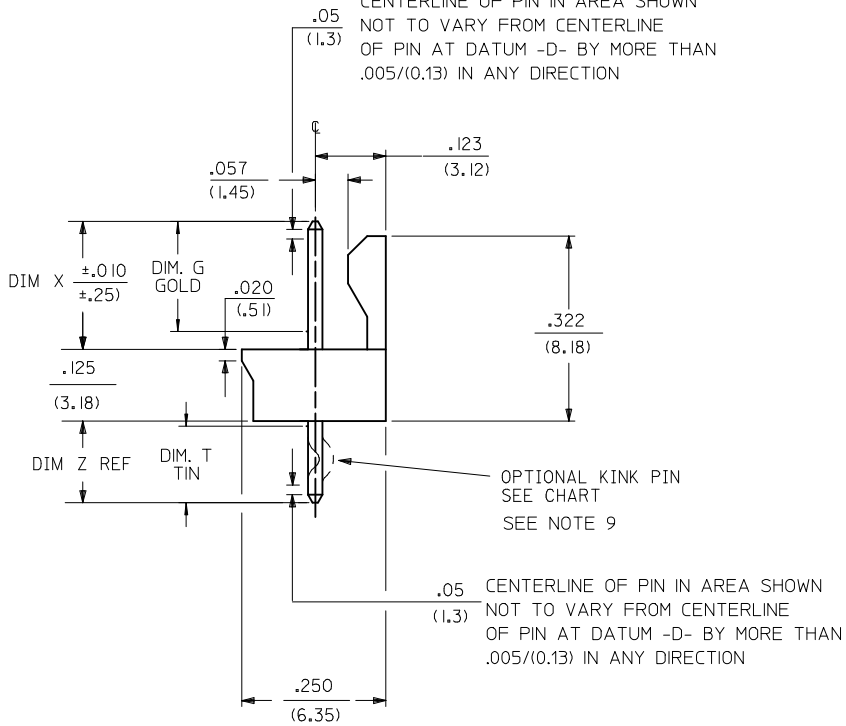 CENTERLINE OF PIN IN AREA SHOWN
.05
(1.3)
NOT TO VARY FROM CENTERLINE
OF PIN AT DATUM -D- BY MORE THAN
.005/(0.13) IN ANY DIRECTION
℄
.123
(3.12)
.057
(1.45)
DIM X ±.010
±.25)
DIM. G
GOLD
.020
(.51)
.322
(8.18)
.125
(3.18)
DIM Z REF
DIM. T
TIN
OPTIONAL KINK PIN
SEE CHART
SEE NOTE 9
.05
(1.3)
CENTERLINE OF PIN IN AREA SHOWN
NOT TO VARY FROM CENTERLINE
OF PIN AT DATUM -D- BY MORE THAN
.005/(0.13) IN ANY DIRECTION
.250
(6.35)